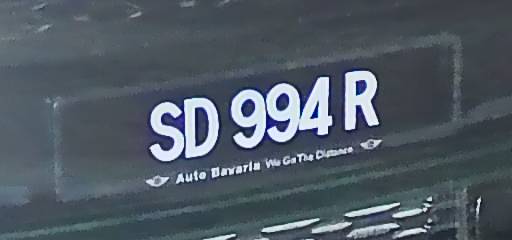 SD 994 R
Auto Bavaria We Go The Distance